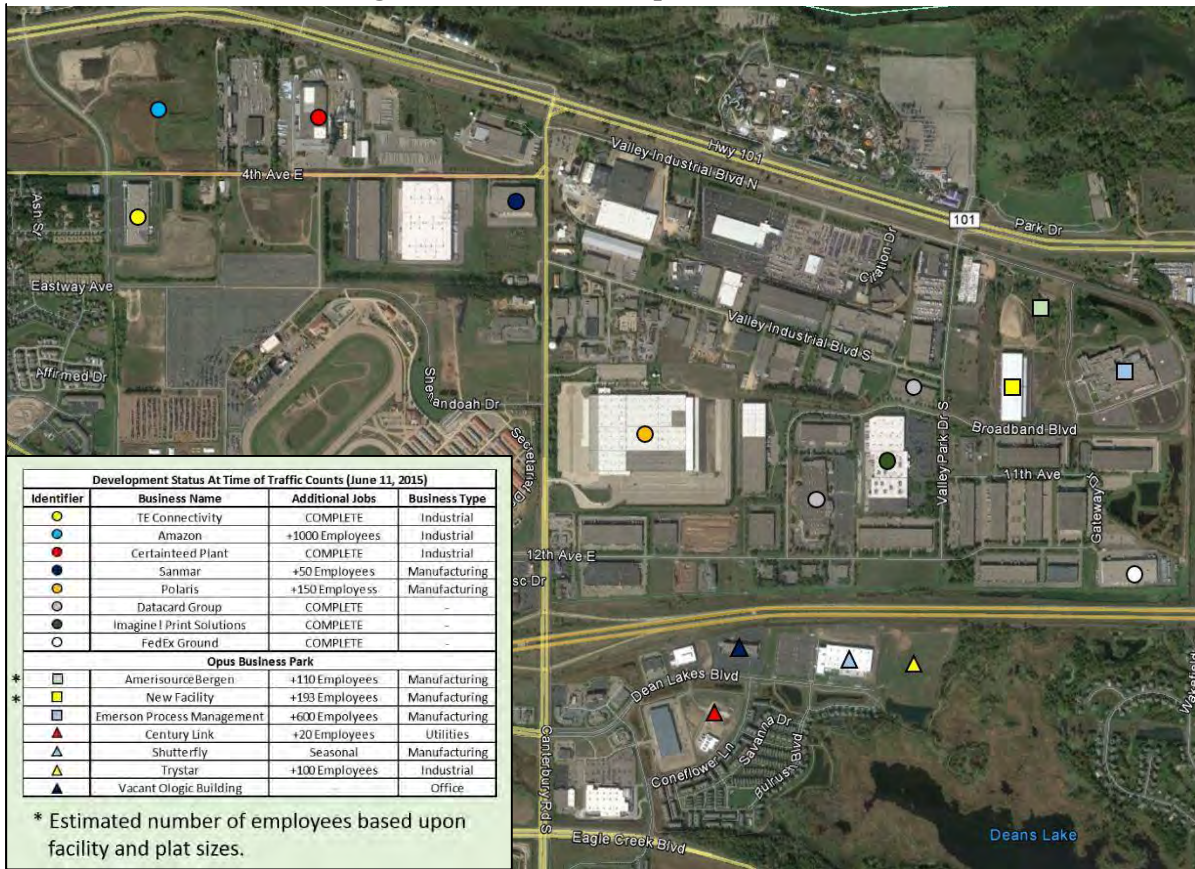 Hwy 101
Valley Industrial Blvd N
4th Ave E
101
Park Dr
Ash St
Citation Dr
Eastway Ave
Valley Industrial Blvd S
Affirmed Dr
Shenandoah Dr
Valley Park Dr S
Broadband Blvd
Secretariat Dr
11th Ave
Gateway Dr
12th Ave E
sc Dr
Dean Lakes Blvd
Canterbury Rd S
Coneflower Ln
Savanna Dr
Bulrush Blvd
Wakefield
Eagle Creek Blvd
Deans Lake
Development Status At Time of Traffic Counts (June 11, 2015)
Identifier Business Name Additional Jobs Business Type
TE Connectivity COMPLETE Industrial
Amazon +1000 Employees Industrial
Certainteed Plant COMPLETE Industrial
Sanmar +50 Employees Manufacturing
Polaris +150 Employess Manufacturing
Datacard Group COMPLETE -
Imagine! Print Solutions COMPLETE -
FedEx Ground COMPLETE -
Opus Business Park
* AmerisourceBergen +110 Employees Manufacturing
* New Facility +193 Employees Manufacturing
Emerson Process Management +600 Empolyees Manufacturing
Century Link +20 Employees Utilities
Shutterfly Seasonal Manufacturing
Trystar +100 Employees Industrial
Vacant Ologic Building - Office
* Estimated number of employees based upon
facility and plat sizes.